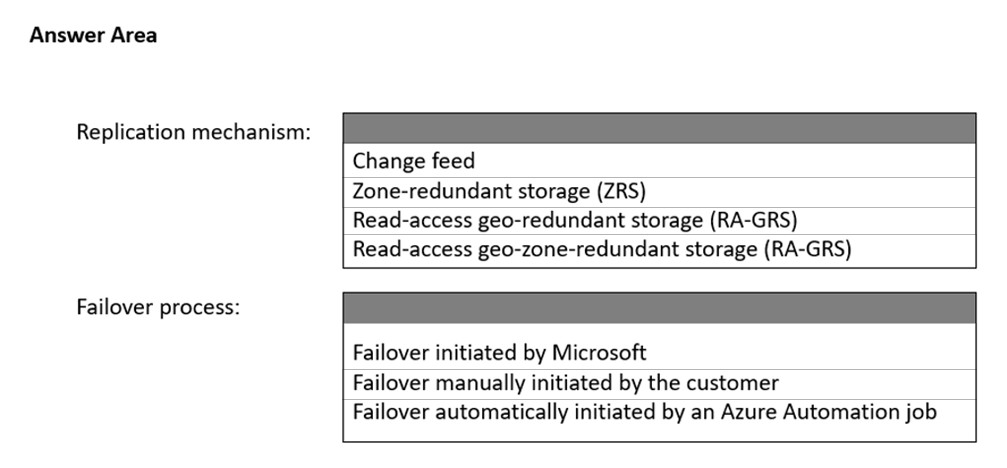 Answer Area
Replication mechanism:
Change feed
Zone-redundant storage (ZRS)
Read-access geo-redundant storage (RA-GRS)
Read-access geo-zone-redundant storage (RA-GRS)
Failover process:
Failover initiated by Microsoft
Failover manually initiated by the customer
Failover automatically initiated by an Azure Automation job